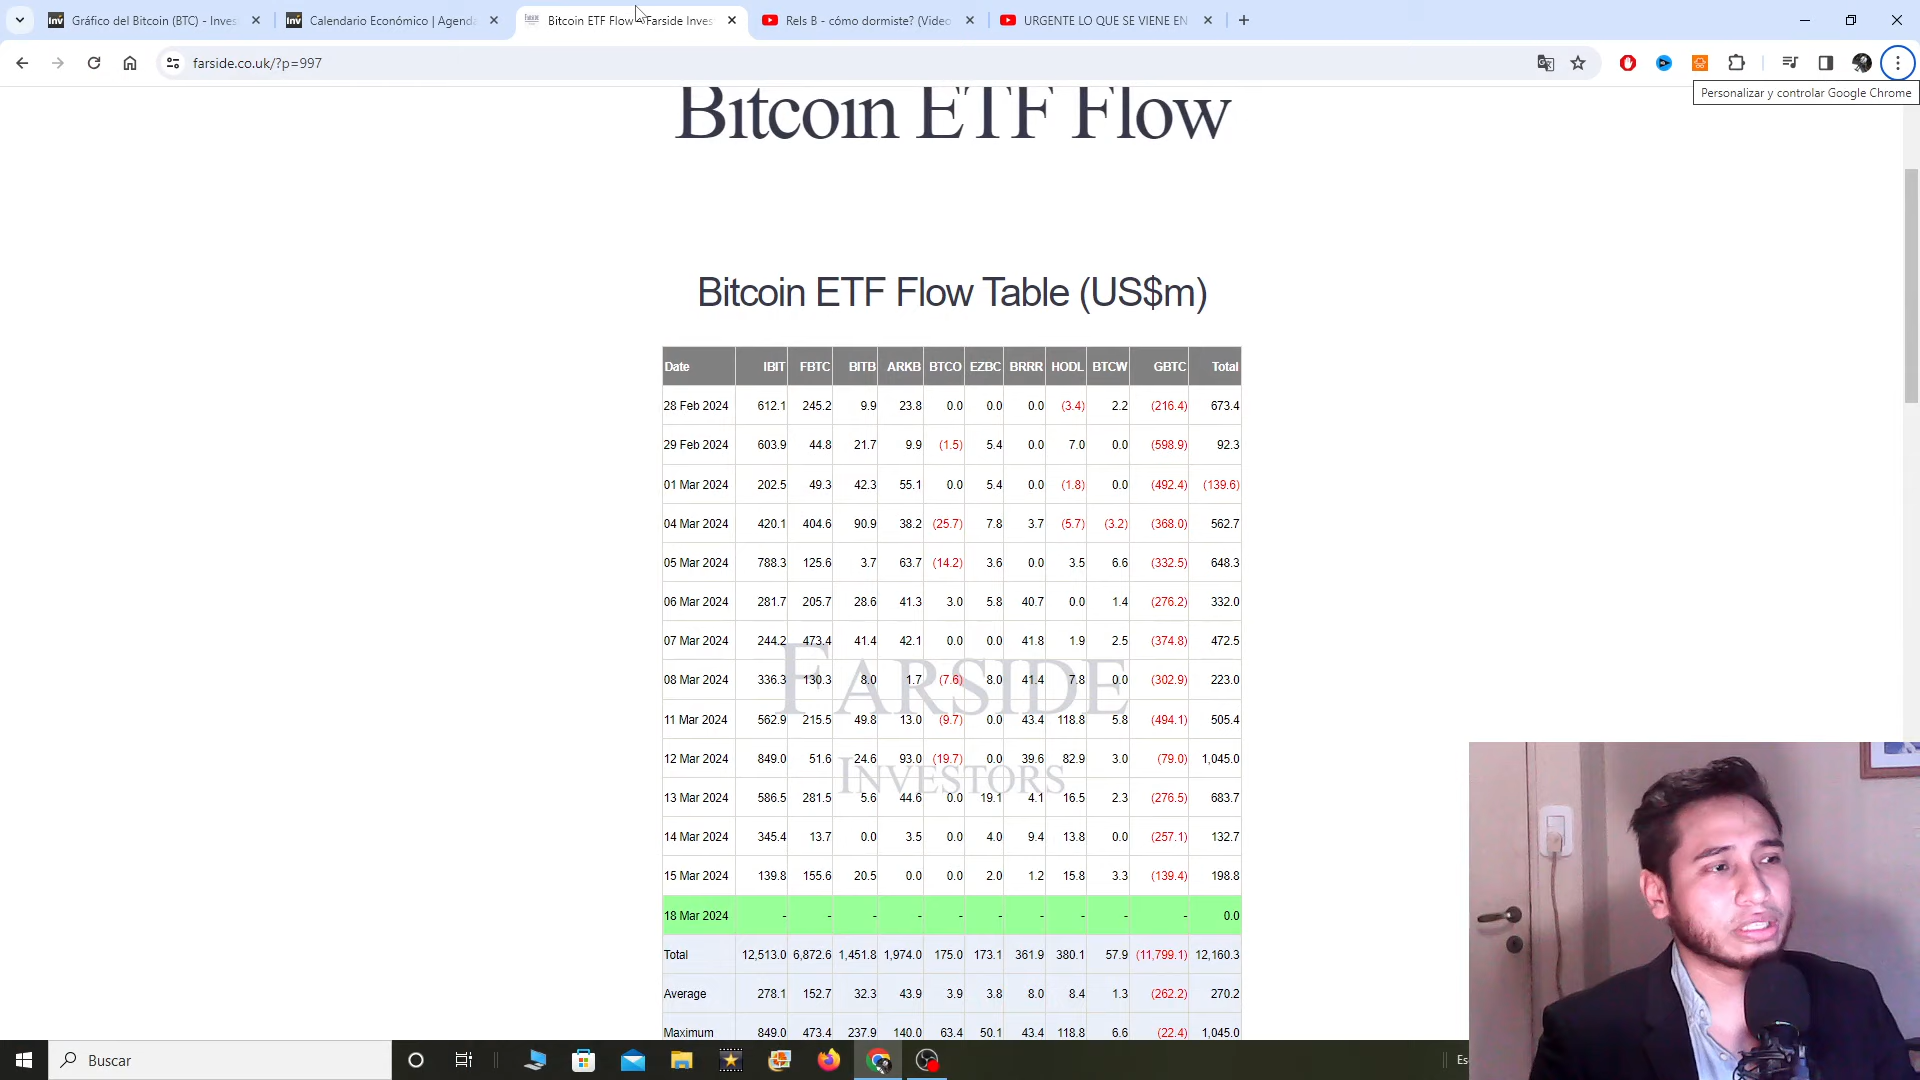 Gráfico del Bitcoin (BTC) - Inves
Calendario Económico | Agenda
Bitcoin ETF Flow – Farside Inves
Rels B - cómo dormiste? (Video
URGENTE LO QUE SE VIENE EN
farside.co.uk/?p=997
Personalizar y controlar Google Chrome
Bitcoin ETF Flow
Bitcoin ETF Flow Table (US$m)
Date IBIT FBTC BITB ARKB BTCO EZBC BRRR HODL BTCW GBTC Total
28 Feb 2024 612.1 245.2 9.9 23.8 0.0 0.0 0.0 (3.4) 2.2 (216.4) 673.4
29 Feb 2024 603.9 44.8 21.7 9.9 (1.5) 5.4 0.0 7.0 0.0 (598.9) 92.3
01 Mar 2024 202.5 49.3 42.3 55.1 0.0 5.4 0.0 (1.8) 0.0 (492.4) (139.6)
04 Mar 2024 420.1 404.6 90.9 38.2 (25.7) 7.8 3.7 (5.7) (3.2) (368.0) 562.7
05 Mar 2024 788.3 125.6 3.7 63.7 (14.2) 3.6 0.0 3.5 6.6 (332.5) 648.3
06 Mar 2024 281.7 205.7 28.6 41.3 3.0 5.8 40.7 0.0 1.4 (276.2) 332.0
07 Mar 2024 244.2 473.4 41.4 42.1 0.0 0.0 41.8 1.9 2.5 (374.8) 472.5
08 Mar 2024 336.3 130.3 8.0 1.7 (7.6) 8.0 41.4 7.8 0.0 (302.9) 223.0
11 Mar 2024 562.9 215.5 49.8 13.0 (9.7) 0.0 43.4 118.8 5.8 (494.1) 505.4
12 Mar 2024 849.0 51.6 24.6 93.0 (19.7) 0.0 39.6 82.9 3.0 (79.0) 1,045.0
13 Mar 2024 586.5 281.5 5.6 44.6 0.0 19.1 4.1 16.5 2.3 (276.5) 683.7
14 Mar 2024 345.4 13.7 0.0 3.5 0.0 4.0 9.4 13.8 0.0 (257.1) 132.7
15 Mar 2024 139.8 155.6 20.5 0.0 0.0 2.0 1.2 15.8 3.3 (139.4) 198.8
18 Mar 2024 - - - - - - - - - - 0.0
Total 12,513.0 6,872.6 1,451.8 1,974.0 175.0 173.1 361.9 380.1 57.9 (11,799.1) 12,160.3
Average 278.1 152.7 32.3 43.9 3.9 3.8 8.0 8.4 1.3 (262.2) 270.2
Maximum 849.0 473.4 237.9 140.0 63.4 50.1 43.4 118.8 6.6 (22.4) 1,045.0
FARSIDE
INVESTORS
Buscar
Es